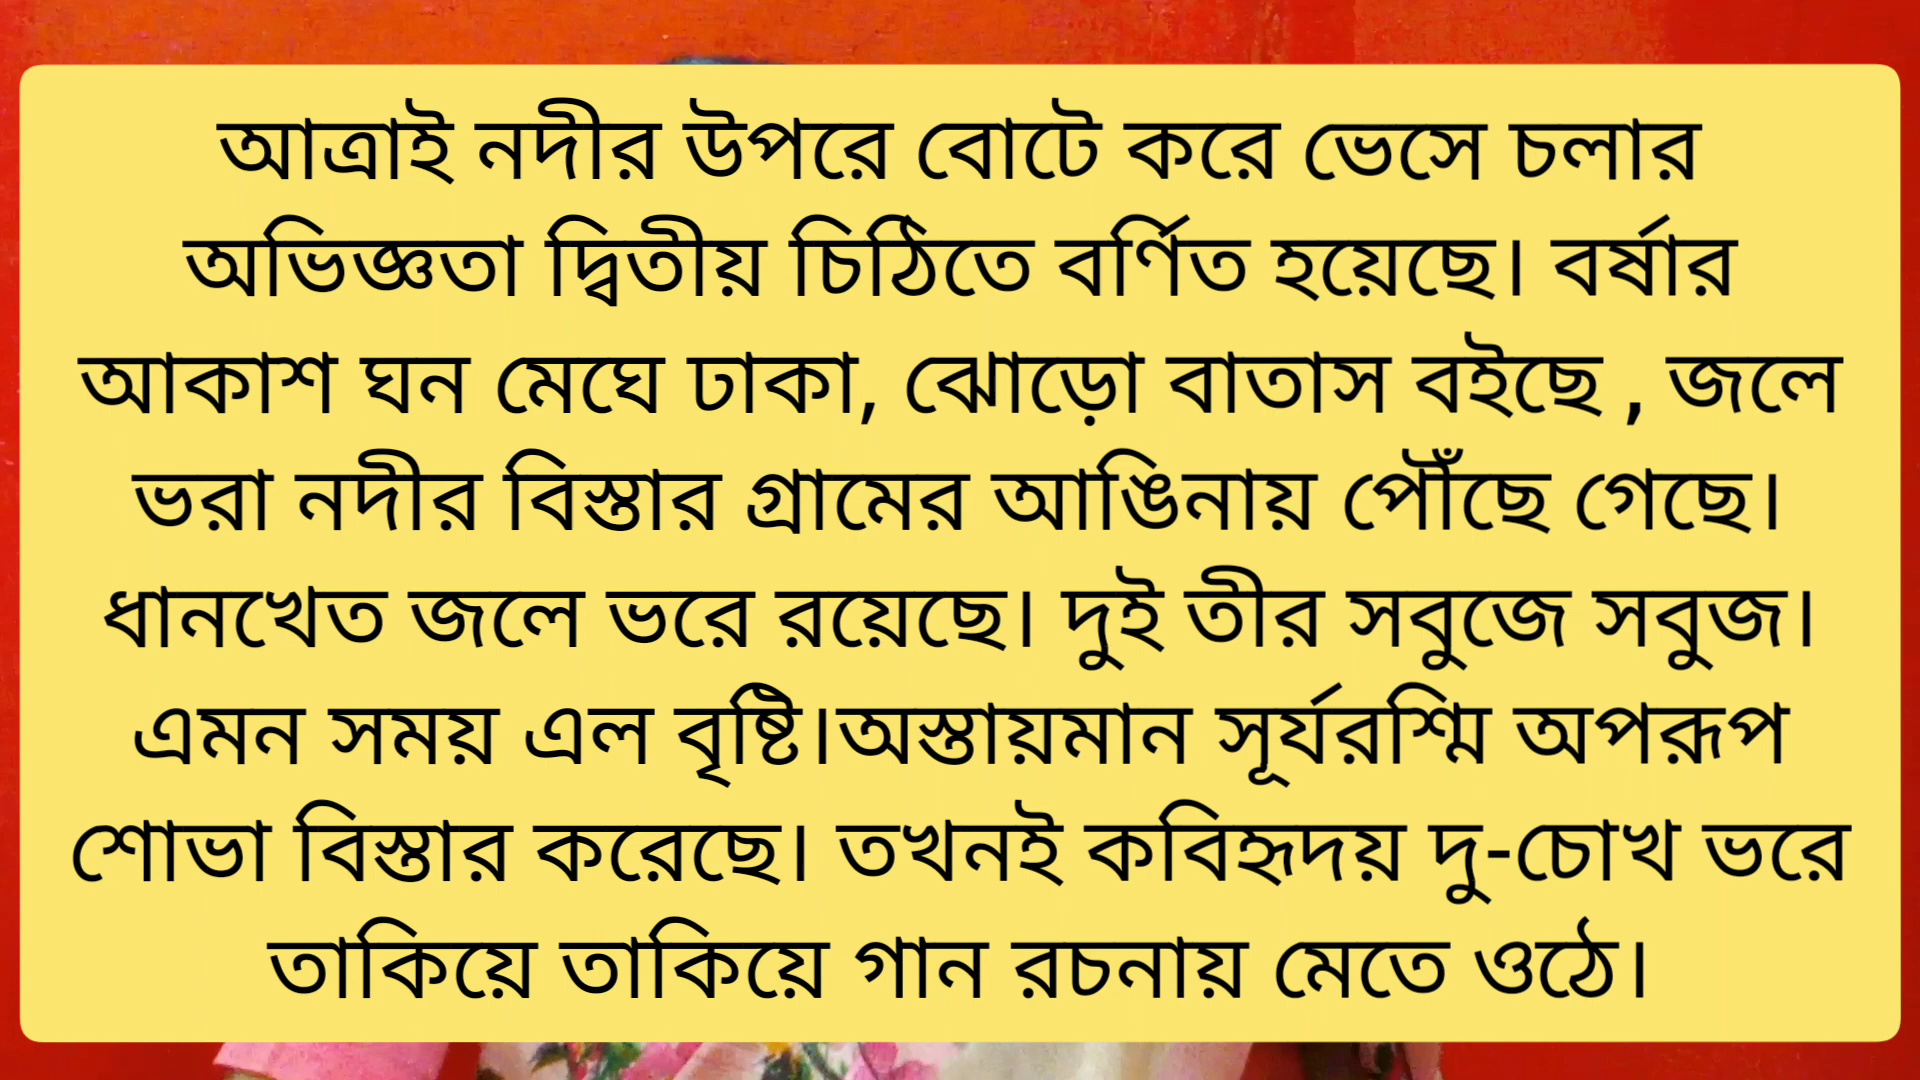 আত্রাই নদীর উপরে বোটে করে ভেসে চলার
অভিজ্ঞতা দ্বিতীয় চিঠিতে বর্ণিত হয়েছে। বর্ষার
আকাশ ঘন মেঘে ঢাকা, ঝোড়ো বাতাস বইছে , জলে
ভরা নদীর বিস্তার গ্রামের আঙিনায় পৌঁছে গেছে।
ধানখেত জলে ভরে রয়েছে। দুই তীর সবুজে সবুজ।
এমন সময় এল বৃষ্টি।অস্তায়মান সূর্যরশ্মি অপরূপ
শোভা বিস্তার করেছে। তখনই কবিহৃদয় দু-চোখ ভরে
তাকিয়ে তাকিয়ে গান রচনায় মেতে ওঠে।